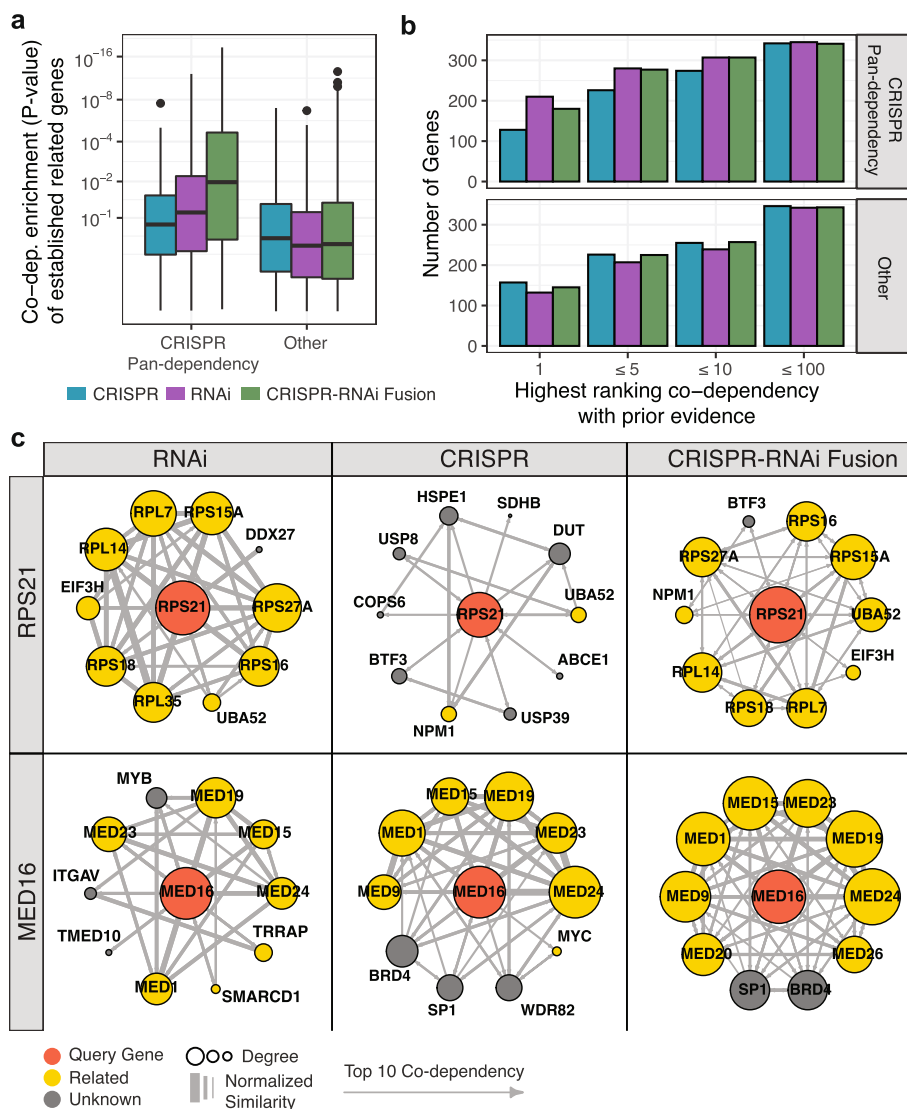 a
Co−dep. enrichment (P-value)
of established related genes
10−16
10−8
10−4
10−2
10−1
CRISPR
Pan−dependency
Other
CRISPR
RNAi
CRISPR-RNAi Fusion
b
Number of Genes
300
200
100
0
CRISPR
Pan−dependency
300
200
100
0
Other
1
≤ 5
≤ 10
≤ 100
Highest ranking co−dependency
with prior evidence
c
RNAi
CRISPR
CRISPR-RNAi Fusion
RPS21
RPL7
RPS15A
RPL14
DDX27
EIF3H
RPS21
RPS27A
RPS18
RPS16
RPL35
UBA52
HSPE1
SDHB
USP8
DUT
COPS6
RPS21
UBA52
BTF3
ABCE1
NPM1
USP39
BTF3
RPS16
RPS27A
RPS15A
NPM1
RPS21
UBA52
RPL14
EIF3H
RPS18
RPL7
MED16
MYB
MED19
MED23
MED15
ITGAV
MED16
MED24
TMED10
TRRAP
MED1
SMARCD1
MED15
MED19
MED1
MED23
MED9
MED16
MED24
BRD4
MYC
SP1
WDR82
MED15
MED23
MED1
MED19
MED9
MED16
MED24
MED20
MED26
SP1
BRD4
Query Gene
Related
Unknown
Degree
Normalized
Similarity
Top 10 Co−dependency